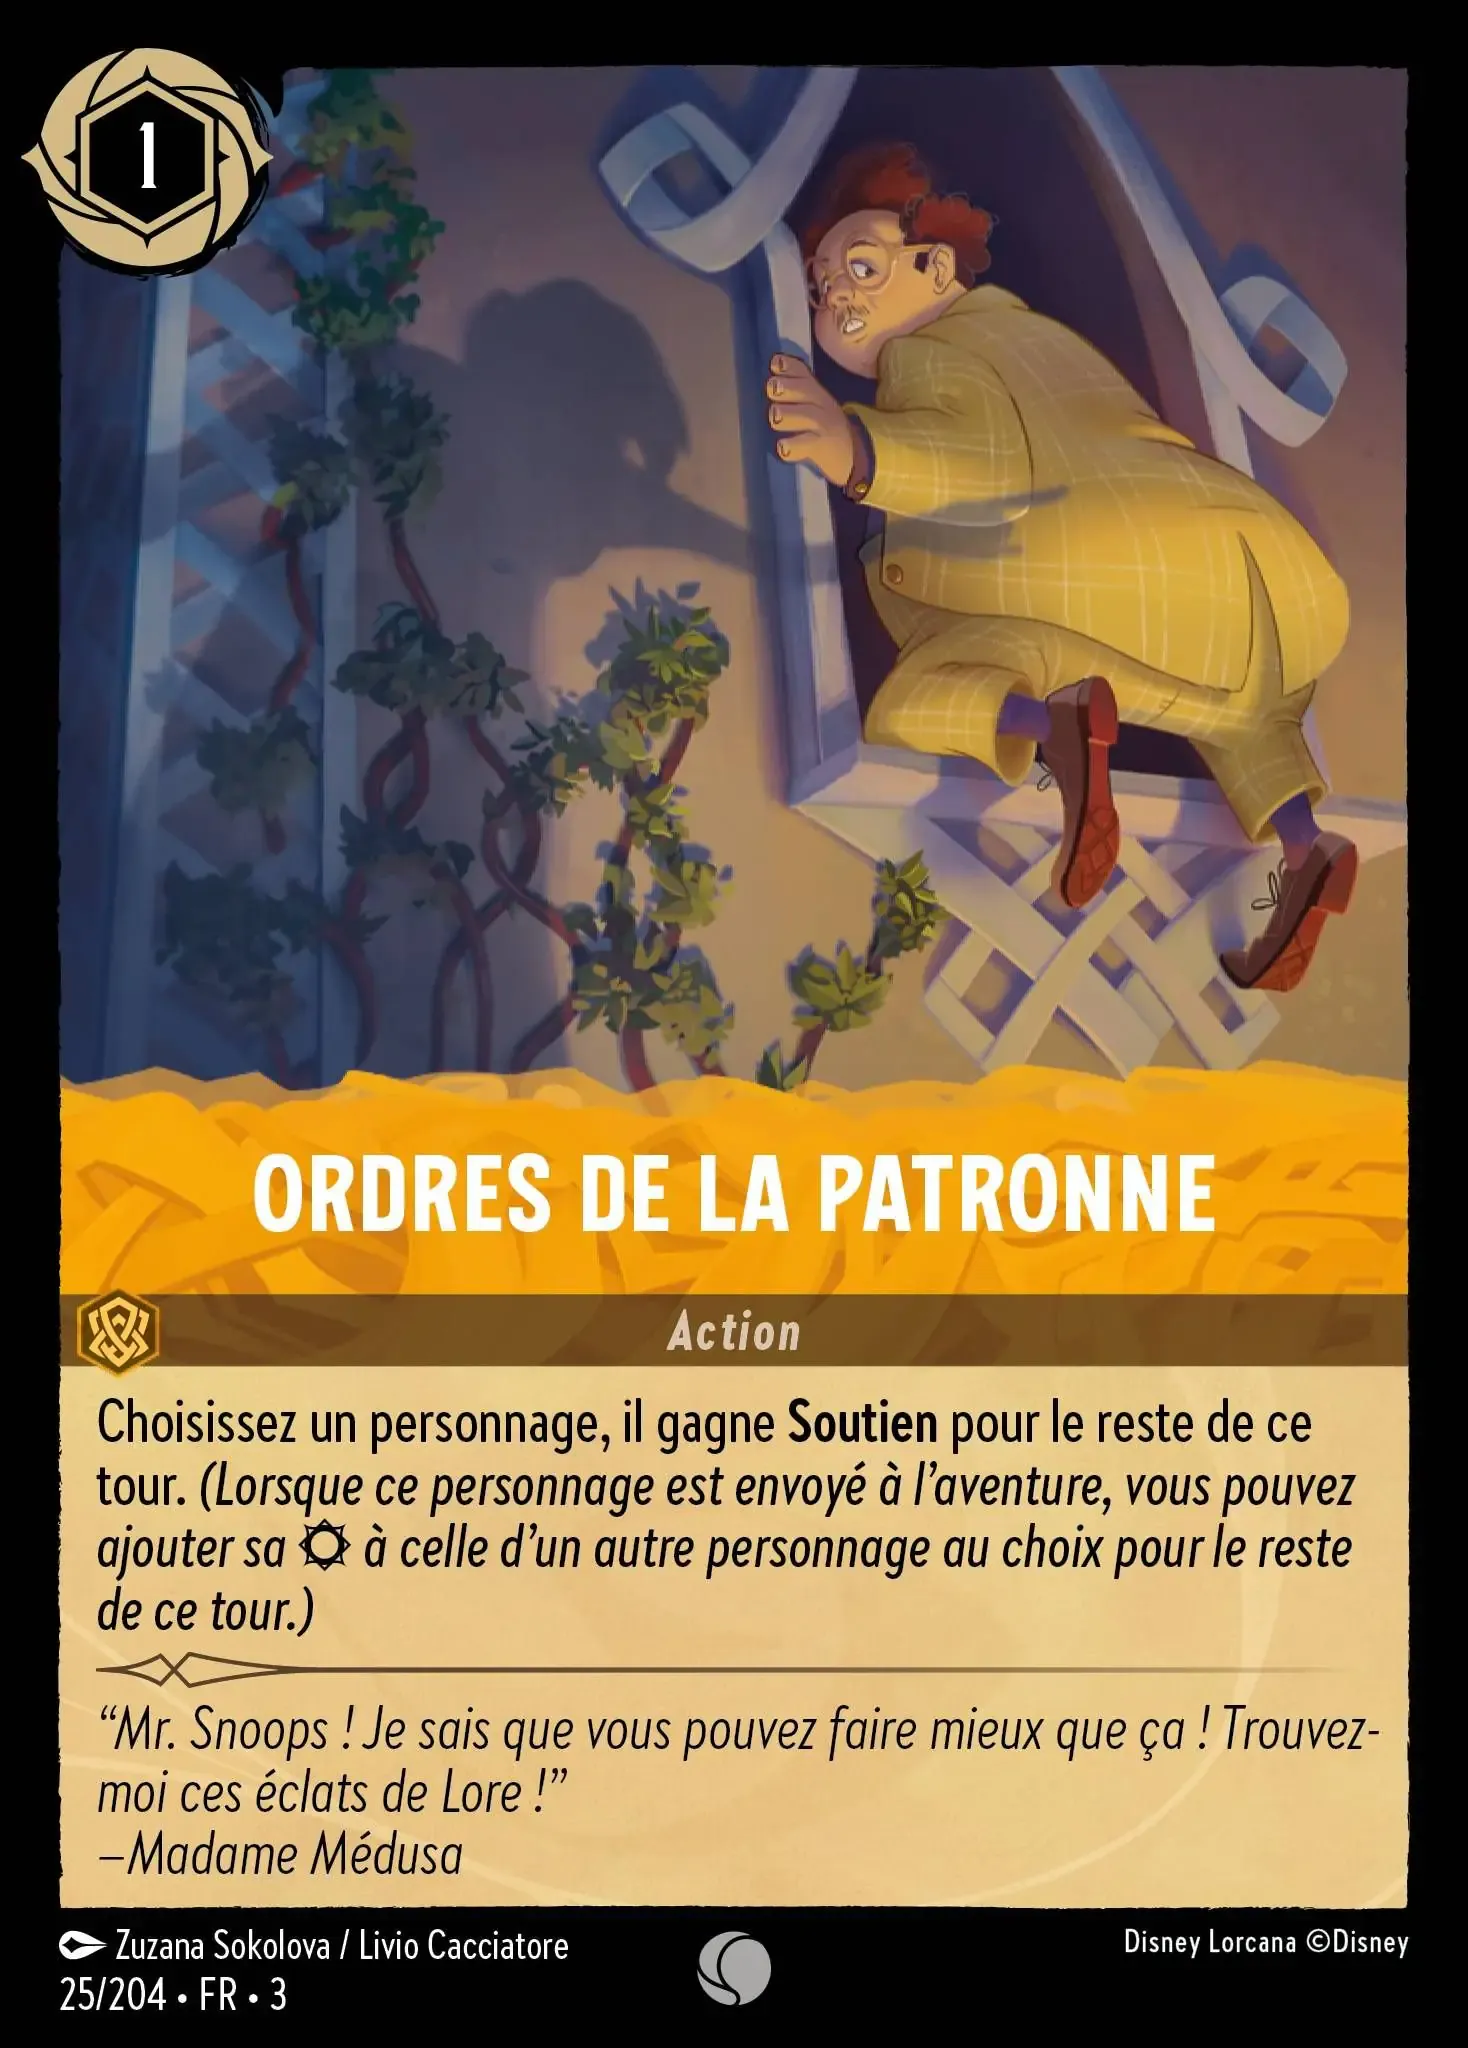 1
ORDRES DE LA PATRONNE
Action
Choisissez un personnage, il gagne Soutien pour le reste de ce
tour. (Lorsque ce personnage est envoyé à l’aventure, vous pouvez
ajouter sa à celle d’un autre personnage au choix pour le reste
de ce tour.)
“Mr. Snoops ! Je sais que vous pouvez faire mieux que ça ! Trouvez-
moi ces éclats de Lore !”
–Madame Médusa
Zuzana Sokolova / Livio Cacciatore
Disney Lorcana ©Disney
25/204 • FR • 3